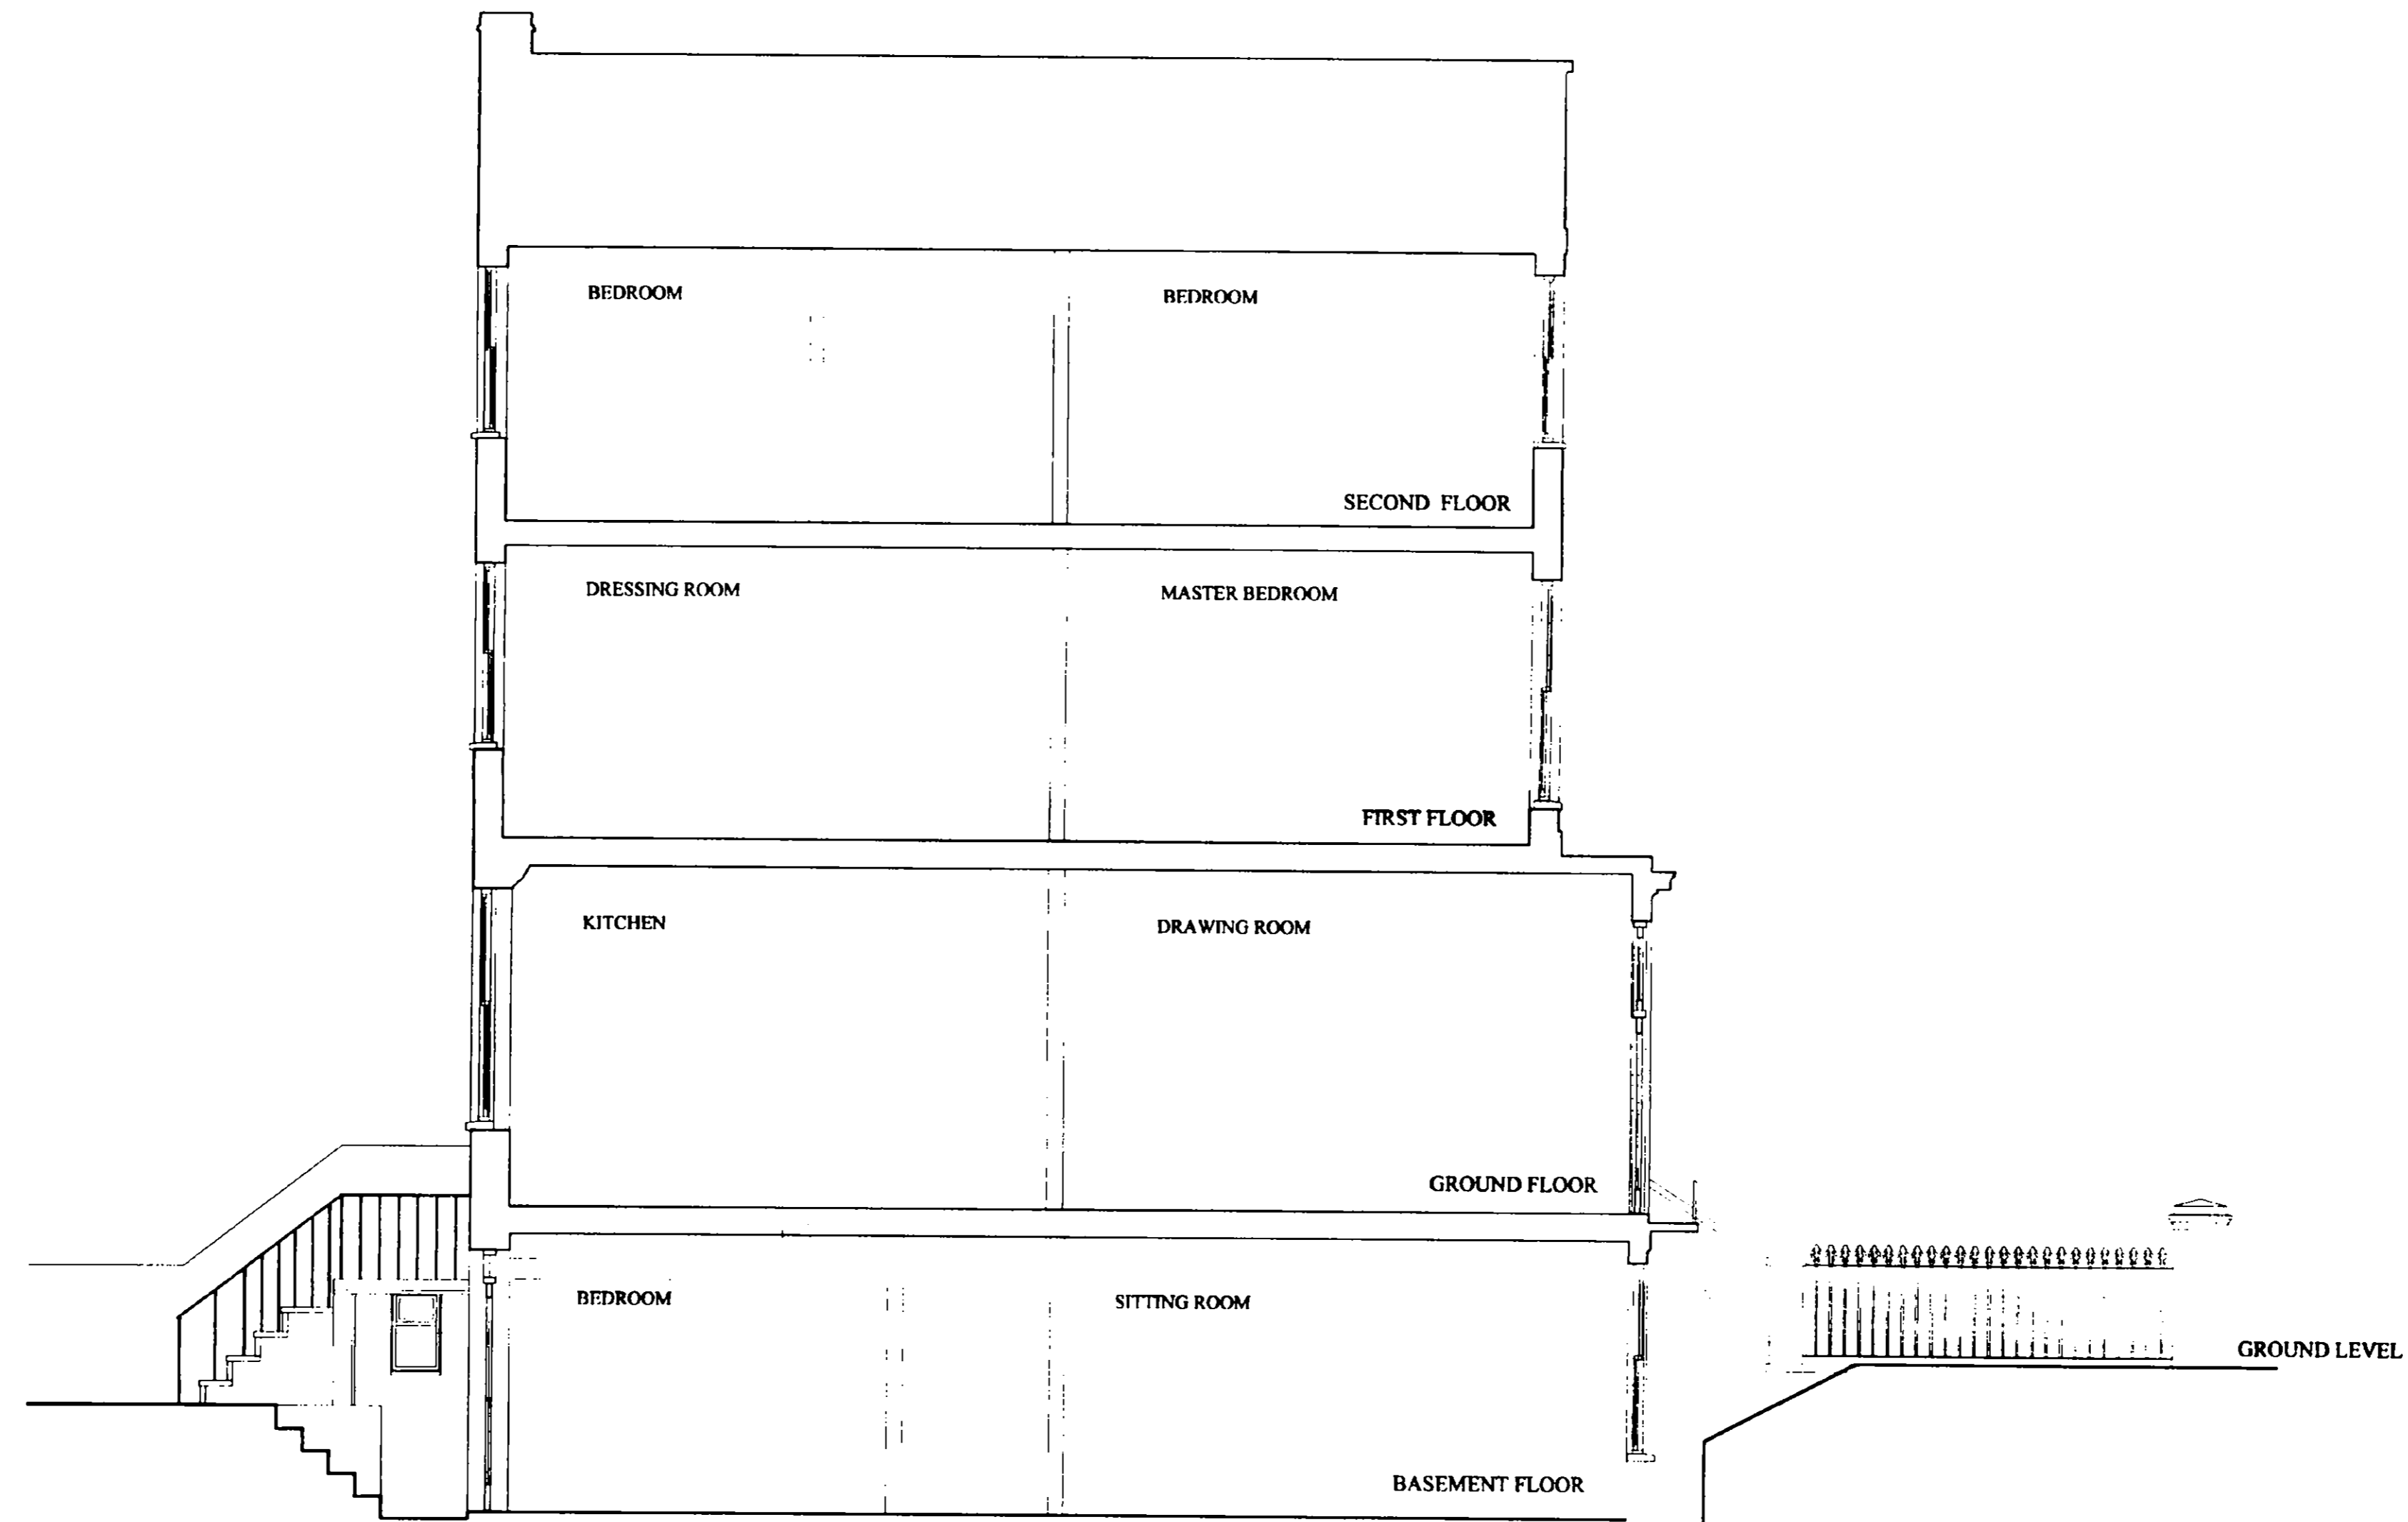 BEDROOM
BEDROOM
SECOND FLOOR
DRESSING ROOM
MASTER BEDROOM
FIRST FLOOR
KITCHEN
DRAWING ROOM
GROUND FLOOR
BEDROOM
SITTING ROOM
GROUND LEVEL
BASEMENT FLOOR